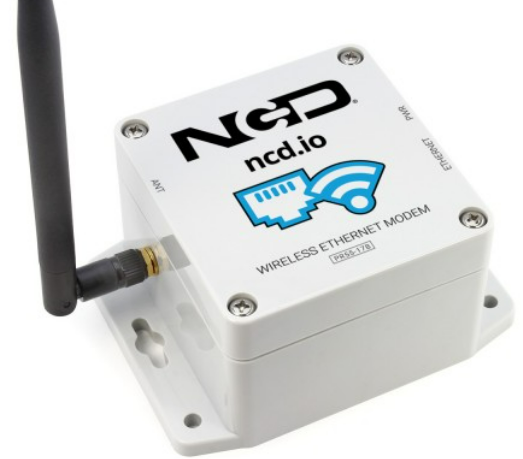 NCD
ncd.io
PWR
ETHERNET
ANT
WIRELESS ETHERNET MODEM
PR55-17B